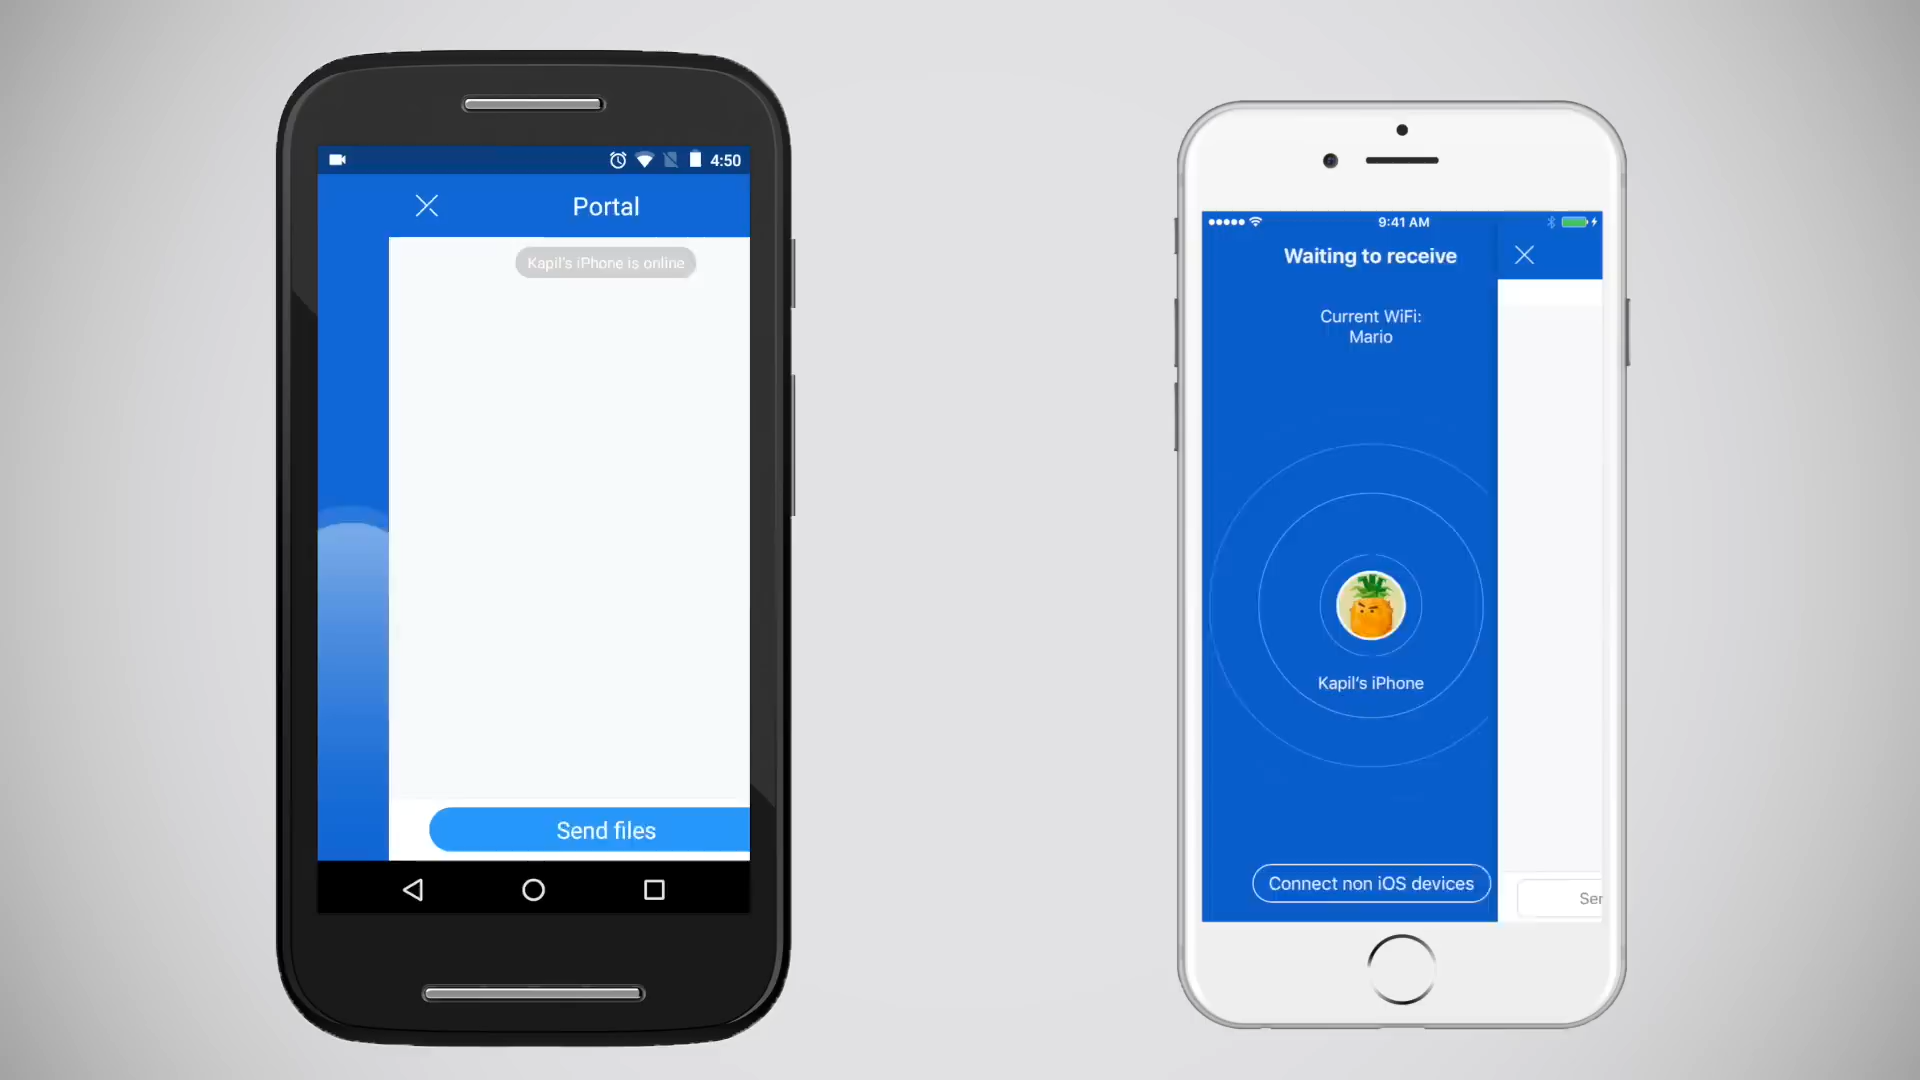 4:50
Portal
Kapil's iPhone is online
Send files
9:41 AM
Waiting to receive
Current WiFi:
Mario
Kapil's iPhone
Connect non iOS devices
Ser